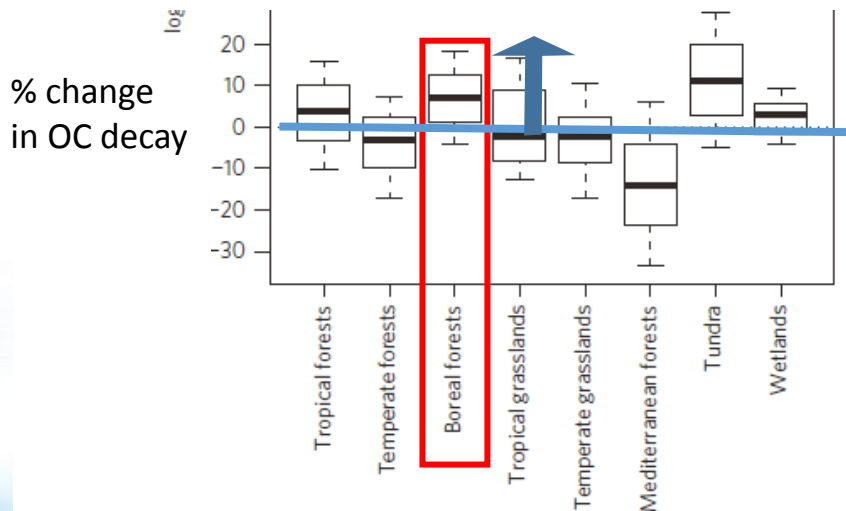 log
20
10
0
−10
−20
−30
% change
in OC decay
Tropical forests
Temperate forests
Boreal forests
Tropical grasslands
Temperate grasslands
Mediterranean forests
Tundra
Wetlands